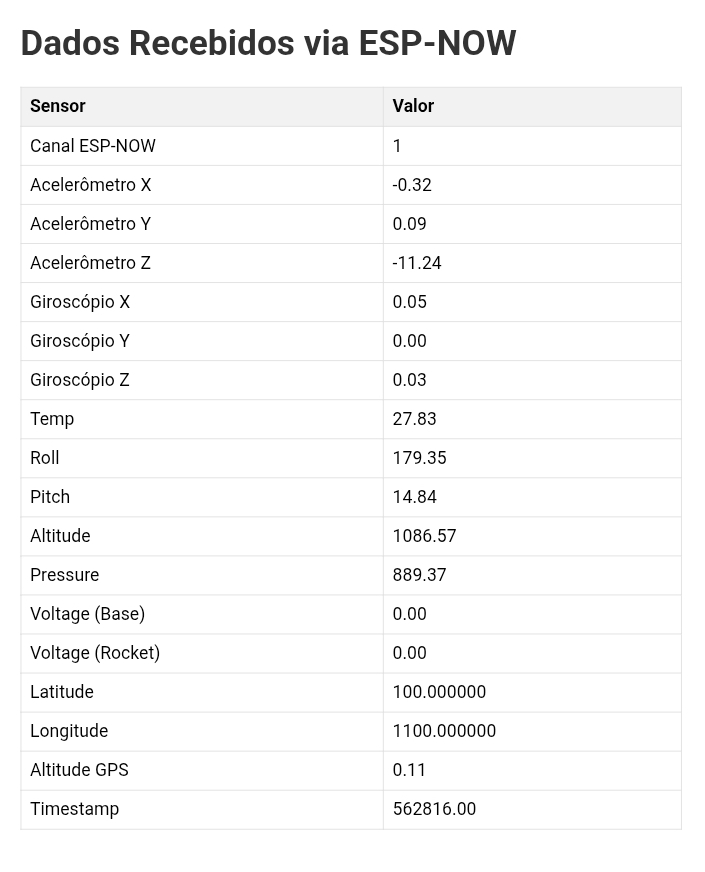 Dados Recebidos via ESP-NOW
Sensor Valor
Canal ESP-NOW 1
Acelerômetro X -0.32
Acelerômetro Y 0.09
Acelerômetro Z -11.24
Giroscópio X 0.05
Giroscópio Y 0.00
Giroscópio Z 0.03
Temp 27.83
Roll 179.35
Pitch 14.84
Altitude 1086.57
Pressure 889.37
Voltage (Base) 0.00
Voltage (Rocket) 0.00
Latitude 100.000000
Longitude 1100.000000
Altitude GPS 0.11
Timestamp 562816.00